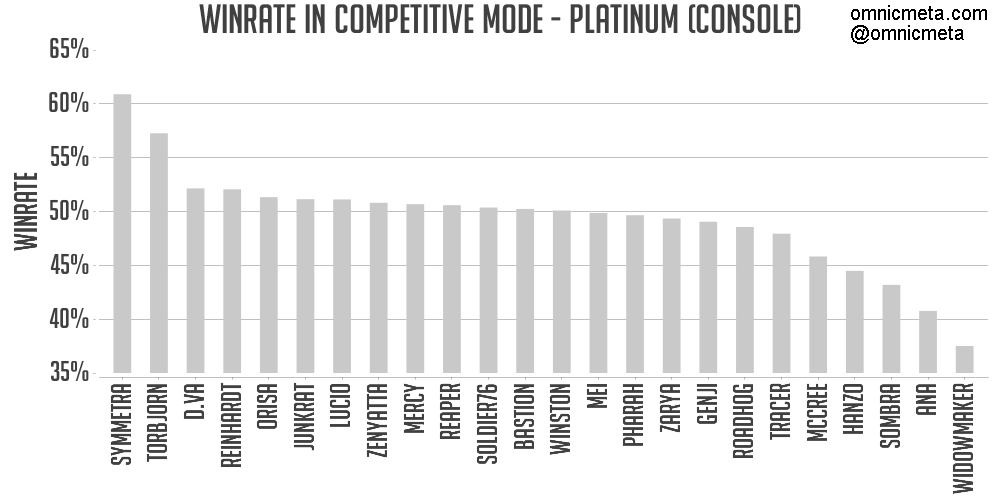 WINRATE IN COMPETITIVE MODE - PLATINUM (CONSOLE)
omnicmeta.com
@omnicmeta
65%
60%
55%
50%
45%
40%
35%
WINRATE
SYMMETRA
TORBJORN
D.VA
REINHARDT
ORISA
JUNKRAT
LUCIO
ZENYATTA
MERCY
REAPER
SOLDIER76
BASTION
WINSTON
MEI
PHARAH
ZARYA
GENJI
ROADHOG
TRACER
MCCREE
HANZO
SOMBRA
ANA
WIDOWMAKER